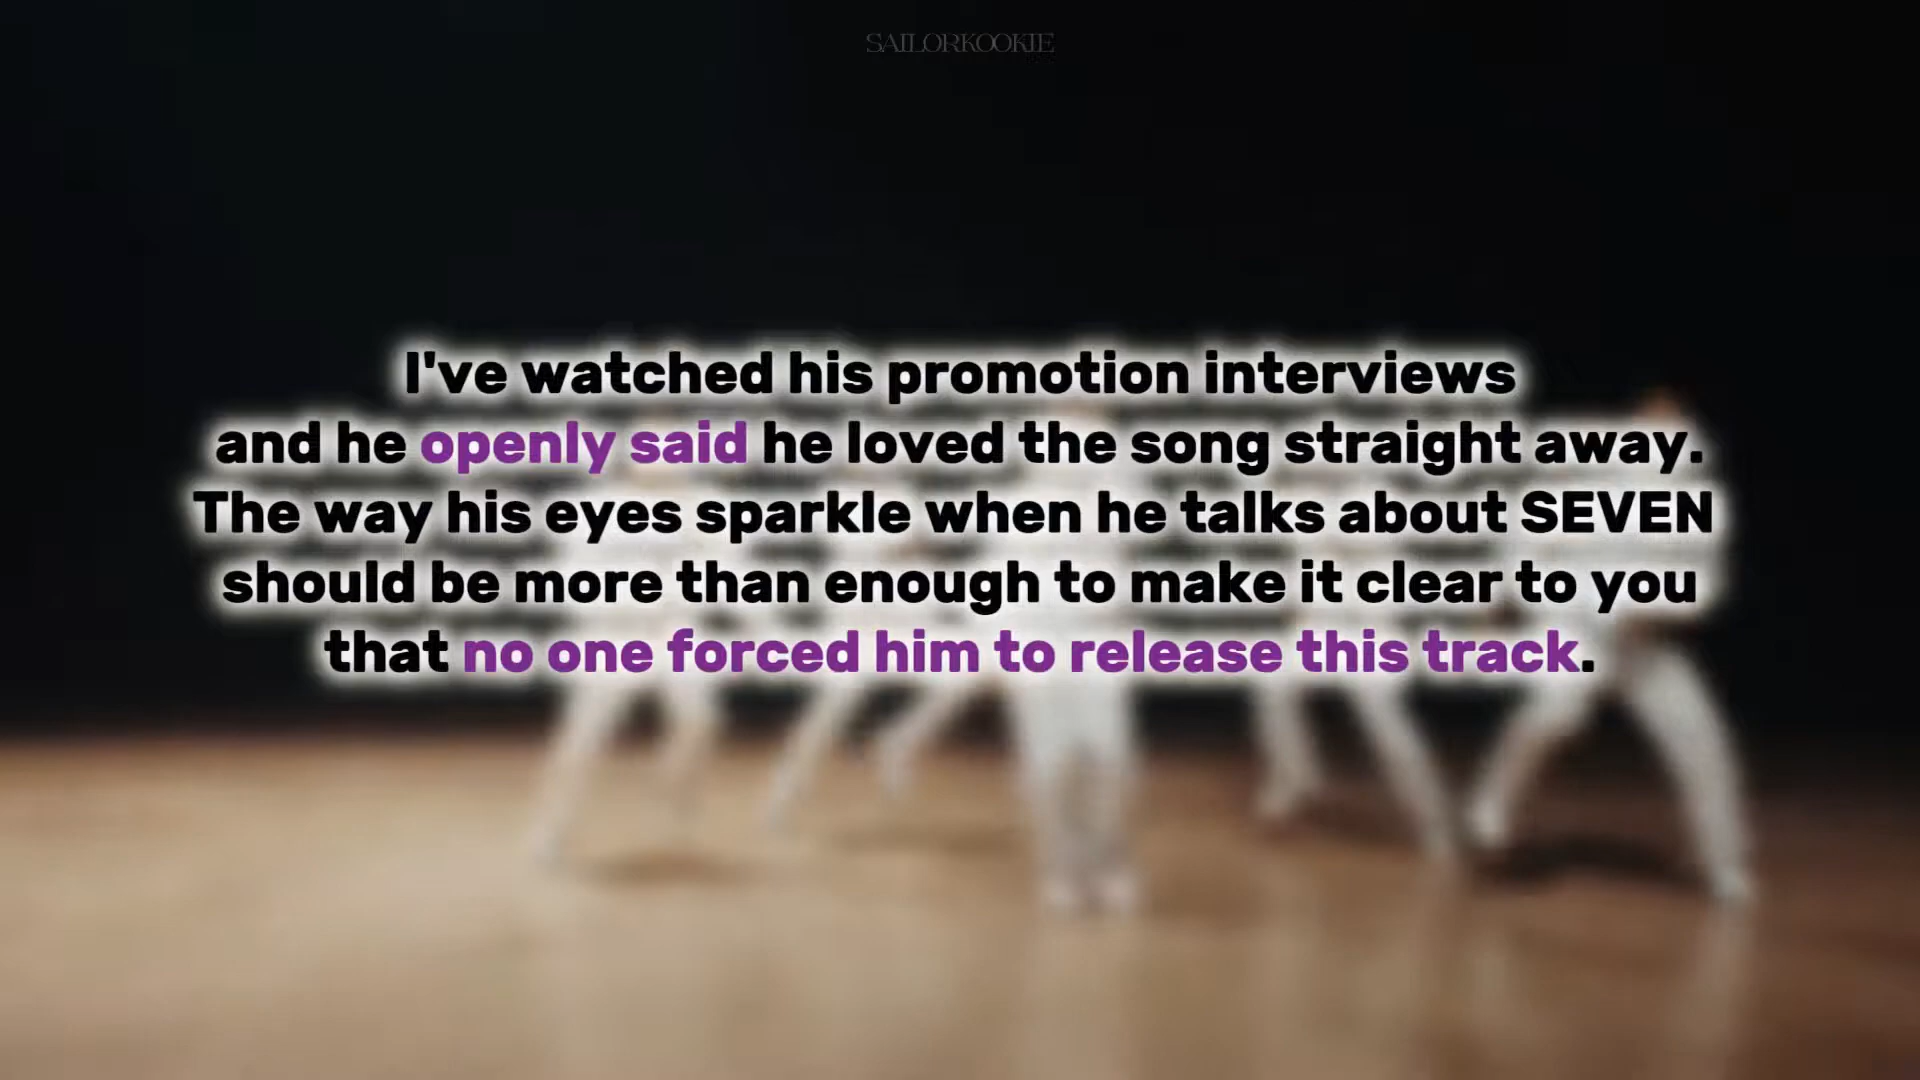 SAILORKOOKIE
I've watched his promotion interviews
and he openly said he loved the song straight away.
The way his eyes sparkle when he talks about SEVEN
should be more than enough to make it clear to you
that no one forced him to release this track.